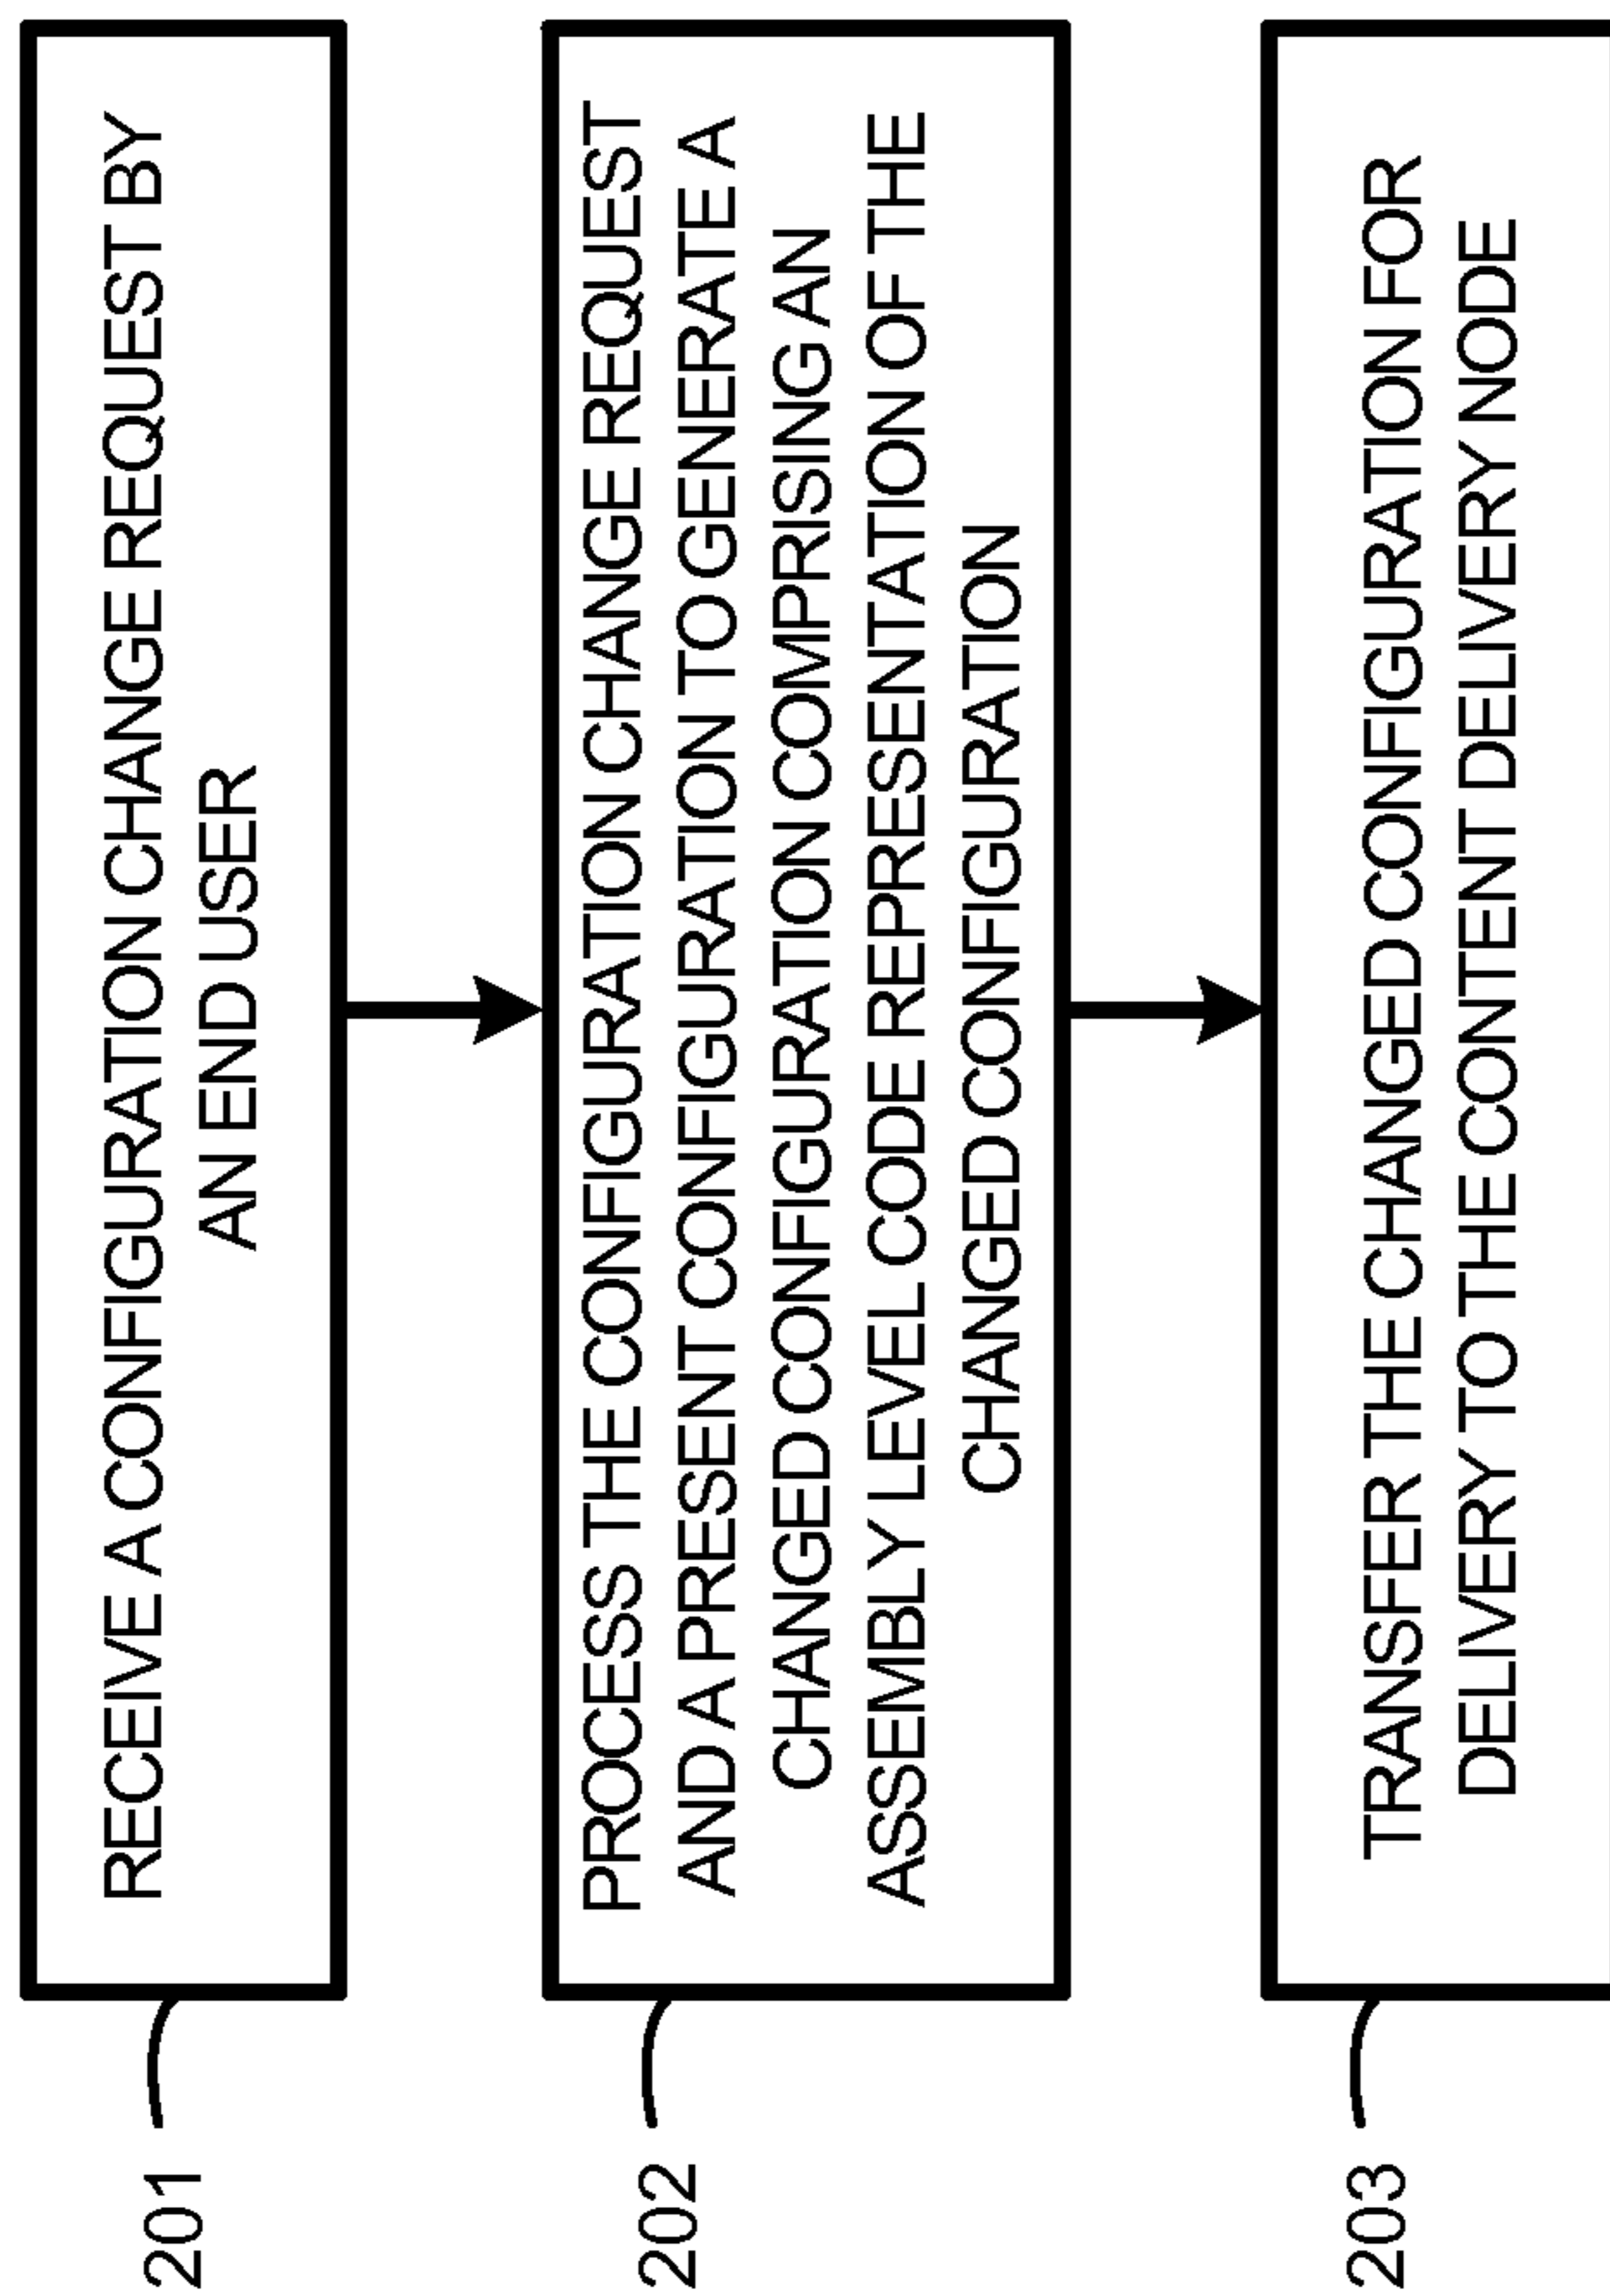 201
RECEIVE A CONFIGURATION CHANGE REQUEST BY
AN END USER
202
PROCESS THE CONFIGURATION CHANGE REQUEST
AND A PRESENT CONFIGURATION TO GENERATE A
CHANGED CONFIGURATION COMPRISING AN
ASSEMBLY LEVEL CODE REPRESENTATION OF THE
CHANGED CONFIGURATION
203
TRANSFER THE CHANGED CONFIGURATION FOR
DELIVERY TO THE CONTENT DELIVERY NODE